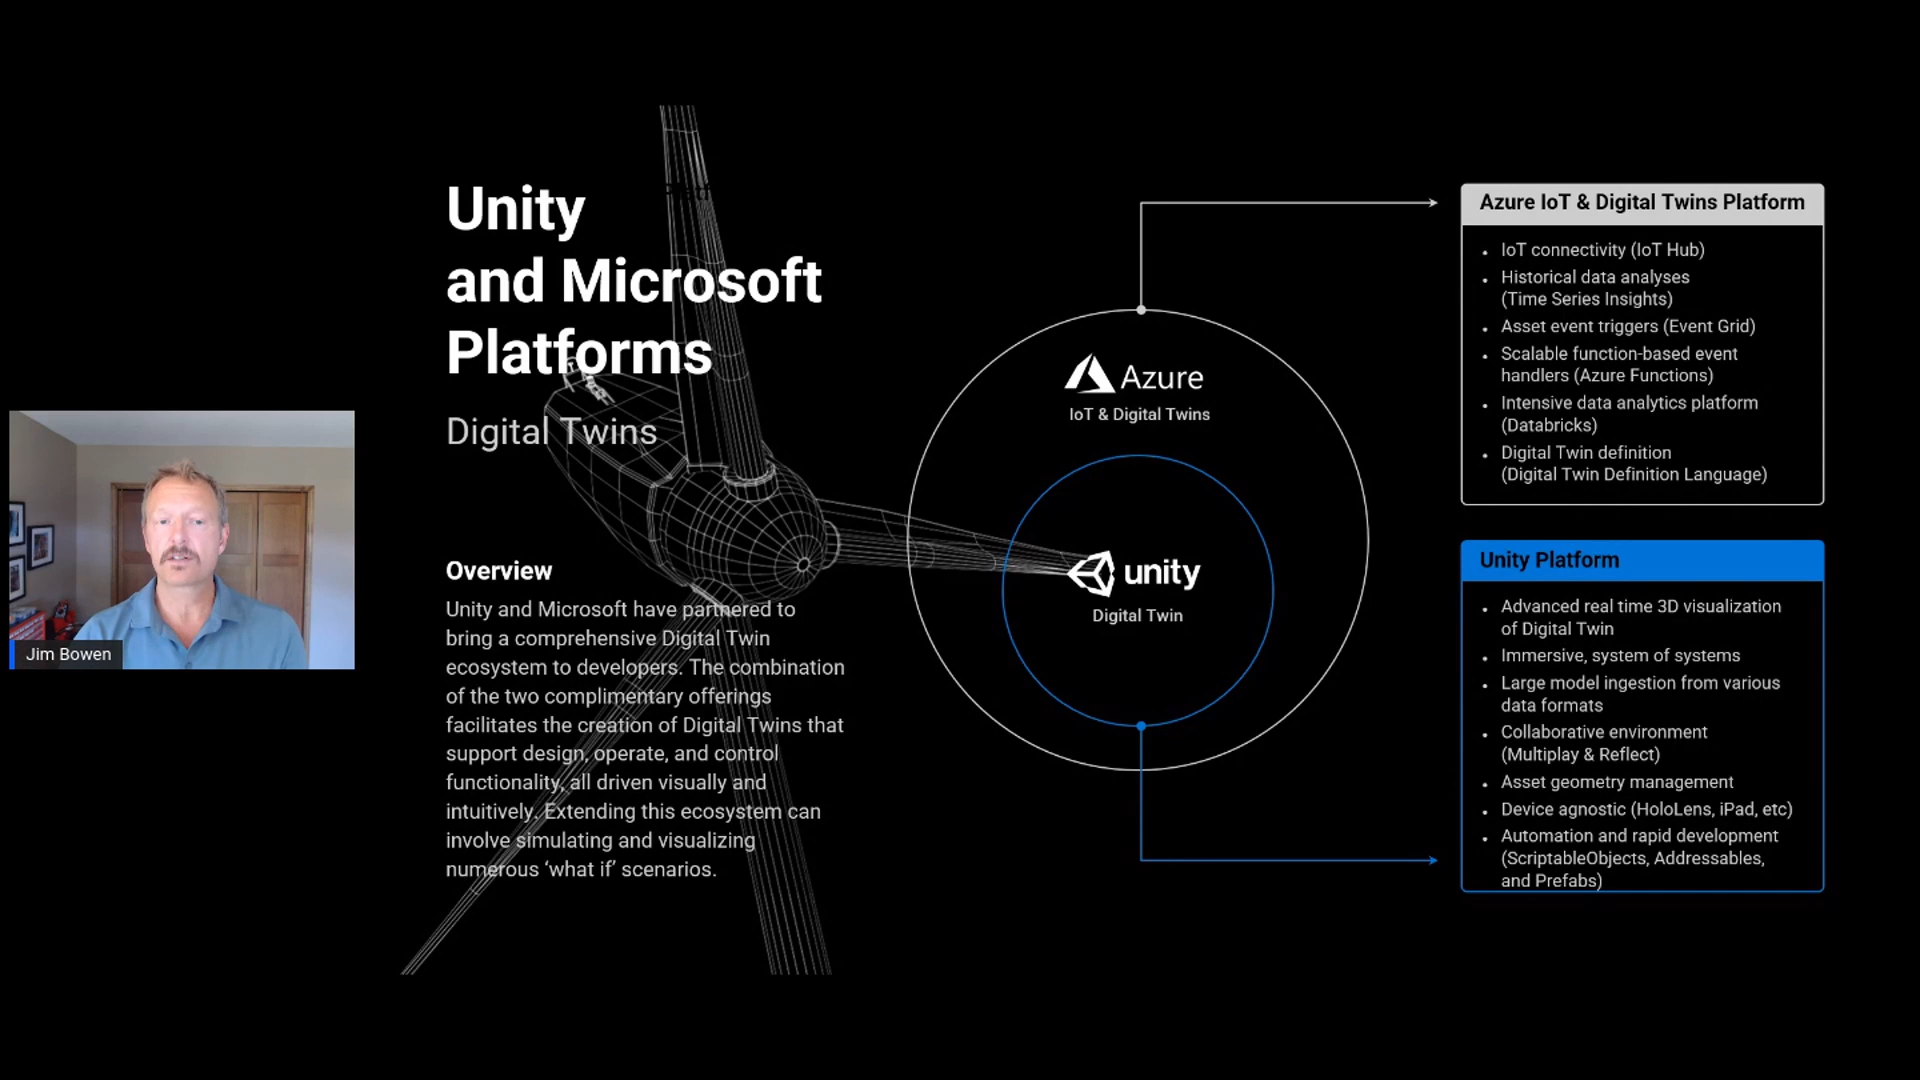 Unity
and Microsoft
Platforms
Digital Twins
Overview
Unity and Microsoft have partnered to
bring a comprehensive Digital Twin
ecosystem to developers. The combination
of the two complimentary offerings
facilitates the creation of Digital Twins that
support design, operate, and control
functionality, all driven visually and
intuitively. Extending this ecosystem can
involve simulating and visualizing
numerous ‘what if’ scenarios.
Jim Bowen
Azure
IoT & Digital Twins
unity
Digital Twin
Azure IoT & Digital Twins Platform
• IoT connectivity (IoT Hub)
• Historical data analyses
(Time Series Insights)
• Asset event triggers (Event Grid)
• Scalable function-based event
handlers (Azure Functions)
• Intensive data analytics platform
(Databricks)
• Digital Twin definition
(Digital Twin Definition Language)
Unity Platform
• Advanced real time 3D visualization
of Digital Twin
• Immersive, system of systems
• Large model ingestion from various
data formats
• Collaborative environment
(Multiplay & Reflect)
• Asset geometry management
• Device agnostic (HoloLens, iPad, etc)
• Automation and rapid development
(ScriptableObjects, Addressables,
and Prefabs)